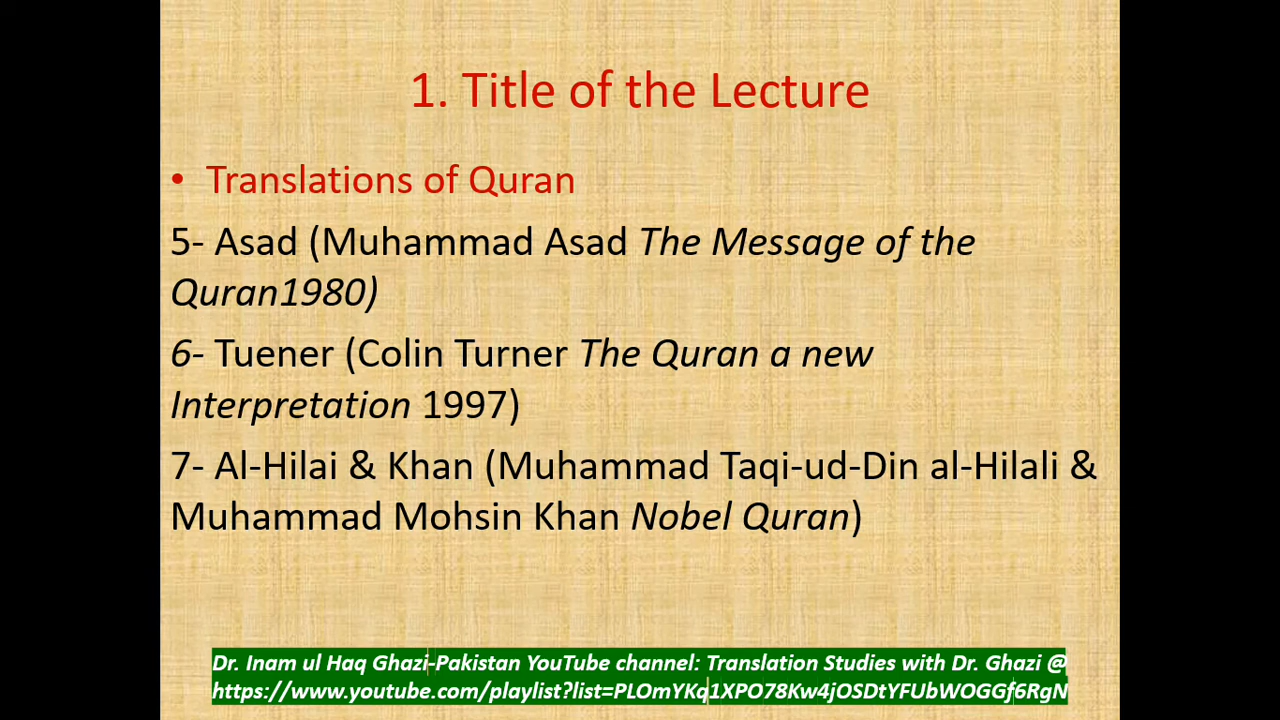 1. Title of the Lecture
• Translations of Quran
5- Asad (Muhammad Asad The Message of the
Quran1980)
6- Tuener (Colin Turner The Quran a new
Interpretation 1997)
7- Al-Hilai & Khan (Muhammad Taqi-ud-Din al-Hilali &
Muhammad Mohsin Khan Nobel Quran)
Dr. Inam ul Haq Ghazi-Pakistan YouTube channel: Translation Studies with Dr. Ghazi @
https://www.youtube.com/playlist?list=PLOmYKq1XPO78Kw4jOSDtYFUbWOGGf6RgN